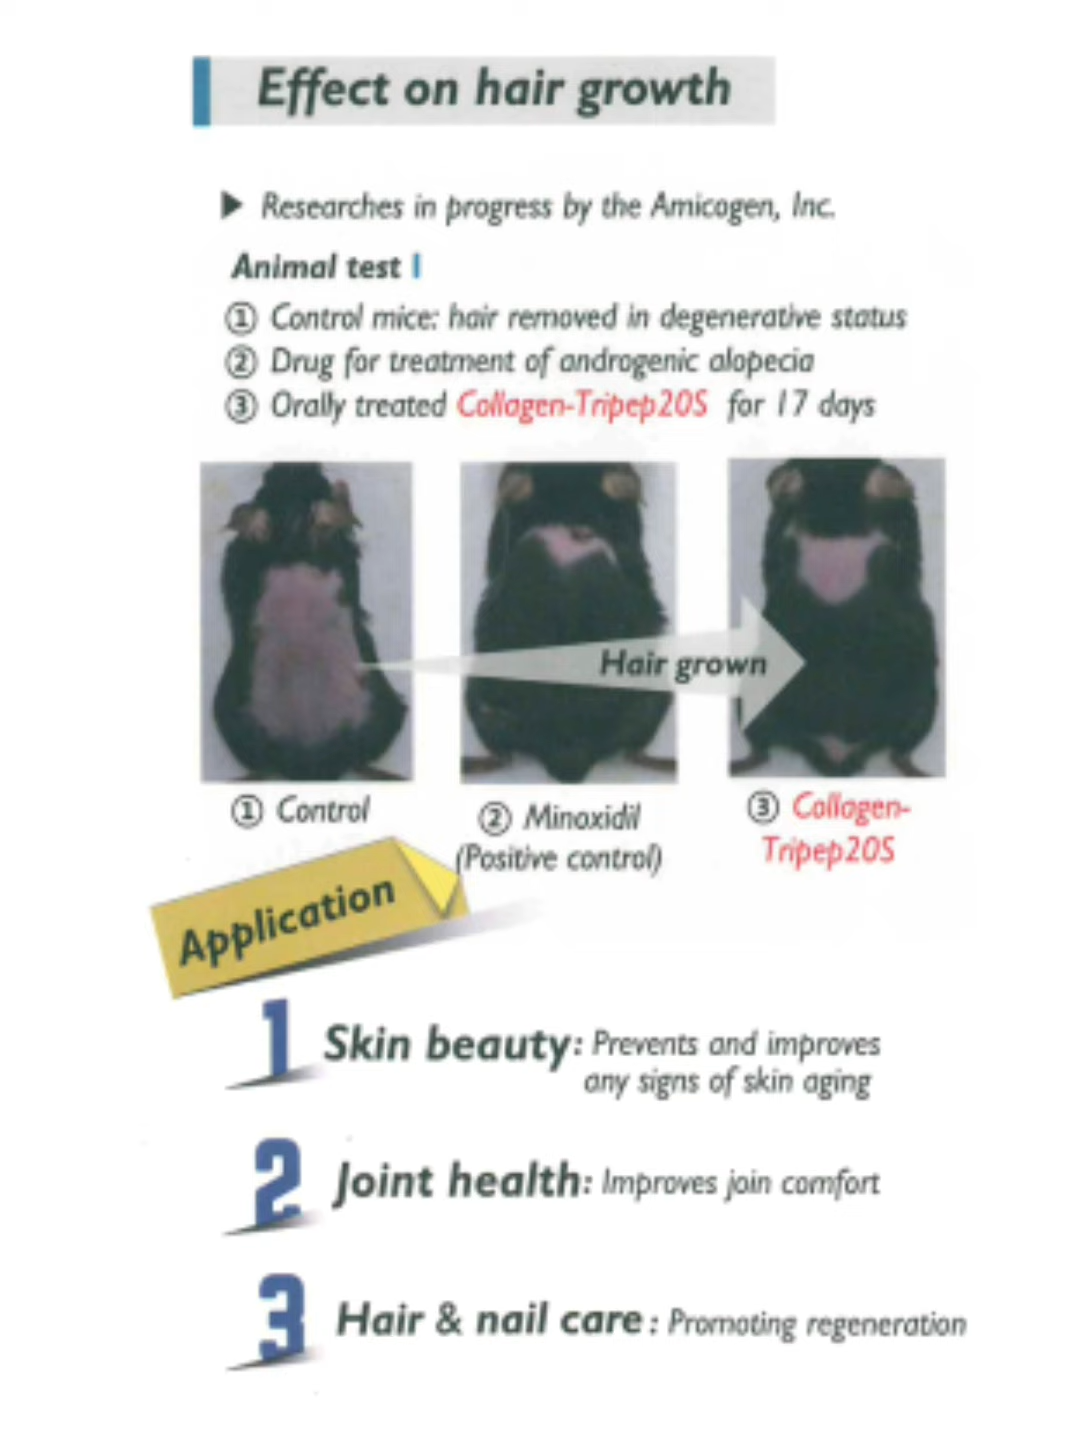 Effect on hair growth
▶ Researches in progress by the Amicogen, Inc.
Animal test 1
① Control mice: hair removed in degenerative status
② Drug for treatment of androgenic alopecia
③ Orally treated Collagen-Tripep20S for 17 days
Hair grown
① Control
② Minoxidil
(Positive control)
③ Collagen-
Tripep20S
Application
1 Skin beauty: Prevents and improves
any signs of skin aging
2 Joint health: Improves join comfort
3 Hair & nail care: Promoting regeneration